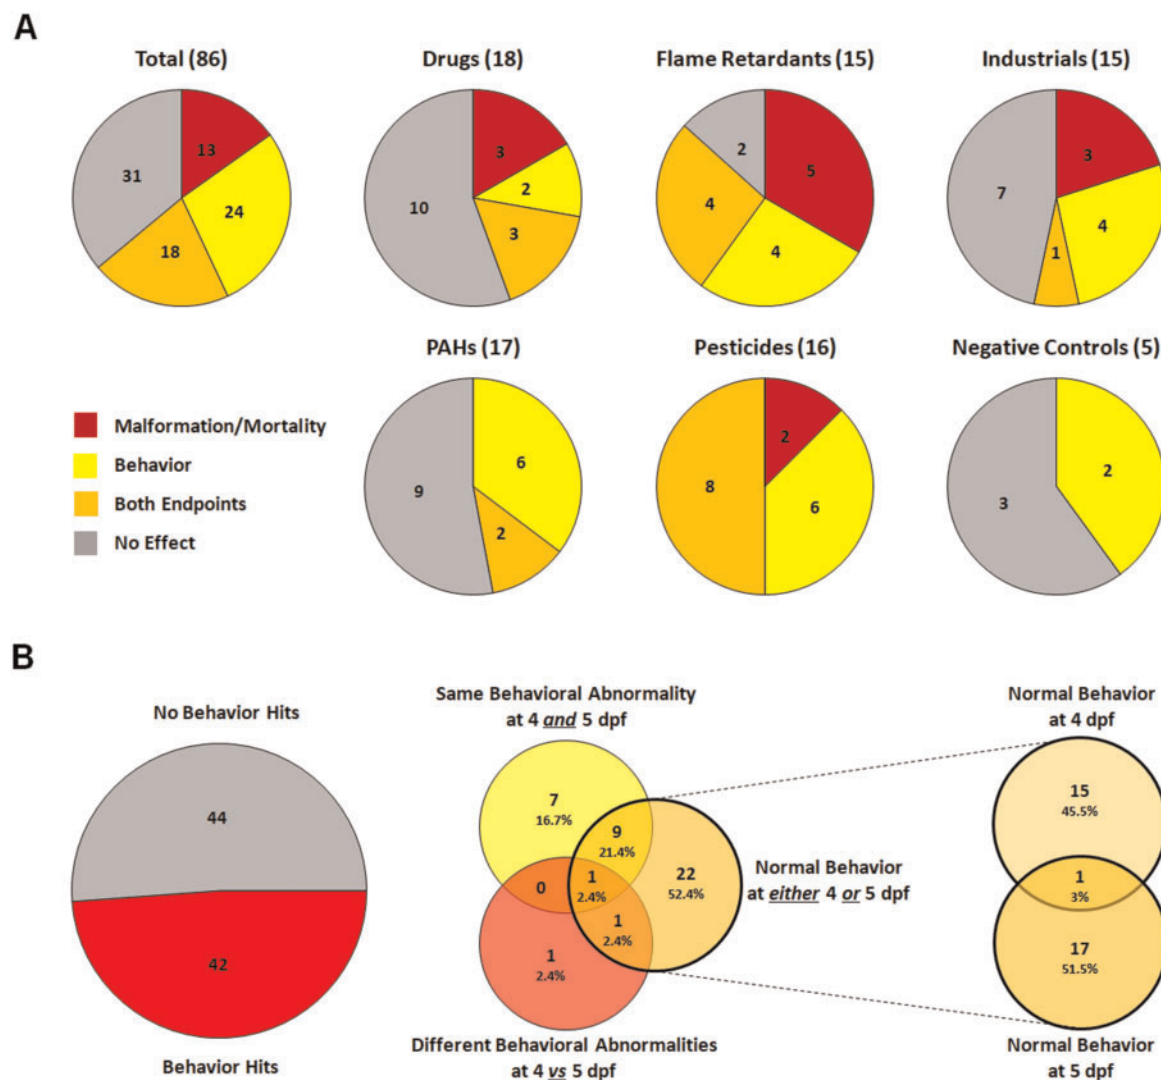 A
Total (86)
Drugs (18)
Flame Retardants (15)
Industrials (15)
13
24
18
31
3
2
3
10
5
4
4
2
3
4
1
7
PAHs (17)
Pesticides (16)
Negative Controls (5)
Malformation/Mortality
Behavior
Both Endpoints
No Effect
6
2
9
2
6
8
2
3
B
No Behavior Hits
44
42
Behavior Hits
Same Behavioral Abnormality
at 4 and 5 dpf
7
16.7%
9
21.4%
22
52.4%
0
1
2.4%
1
2.4%
1
2.4%
Normal Behavior
at either 4 or 5 dpf
Different Behavioral Abnormalities
at 4 vs 5 dpf
Normal Behavior
at 4 dpf
15
45.5%
1
3%
17
51.5%
Normal Behavior
at 5 dpf